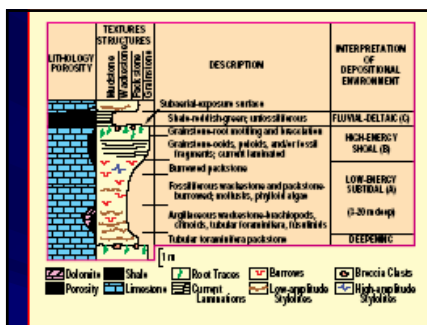 LITHOLOGY
POROSITY
TEXTURES
STRUCTURES
Mudstone
Wackestone
Packstone
Grainstone
DESCRIPTION
INTERPRETATION
OF
DEPOSITIONAL
ENVIRONMENT
Subaerial-exposure surface
Shale-reddish-green; unfossiliferous
Grainstone-root mottling and brecciation
Grainstone-ooids, peloids, and/or fossil
fragments; current laminated
Burrowed packstone
Fossiliferous wackestone and packstone-
burrowed; mollusks, phylloid algae
Argillaceous wackestone-brachiopods,
crinoids, tubular foraminifera, fusulinids
Tubular foraminifera packstone
FLUVIAL-DELTAIC (C)
HIGH-ENERGY
SHOAL (B)
LOW-ENERGY
SUBTIDAL (A)
(3-20 m deep)
DEEPENING
1 m
Dolomite
Shale
Root Traces
Burrows
Breccia Clasts
Porosity
Limestone
Current
Laminations
Low-amplitude
Stylolites
High-amplitude
Stylolites